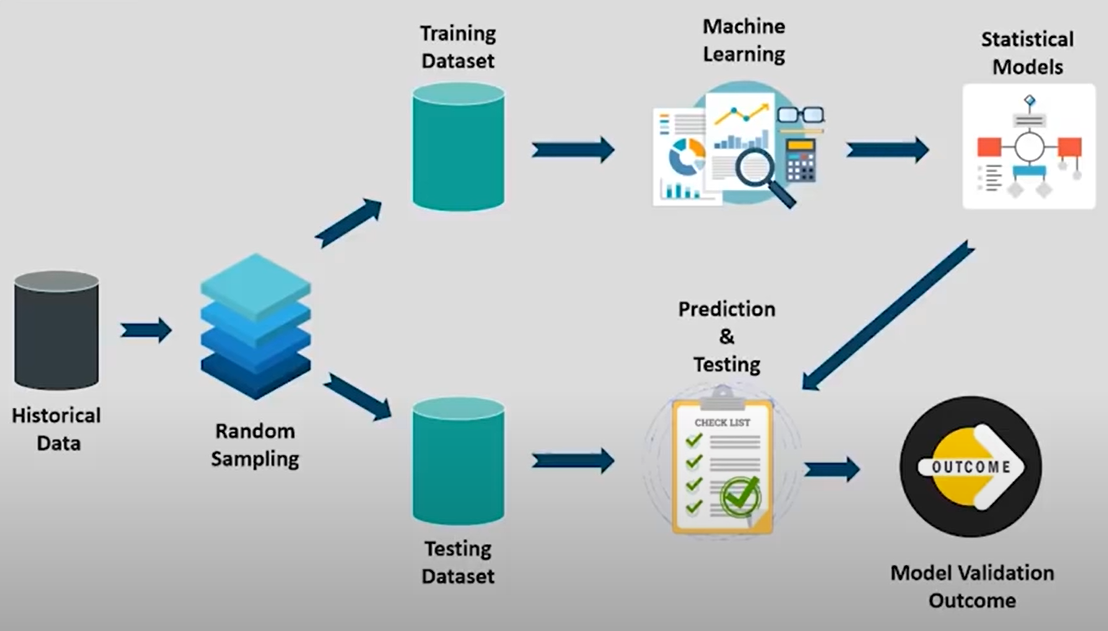 Training
Dataset
Machine
Learning
Statistical
Models
Historical
Data
Random
Sampling
Prediction
&
Testing
CHECK LIST
Testing
Dataset
OUTCOME
Model Validation
Outcome